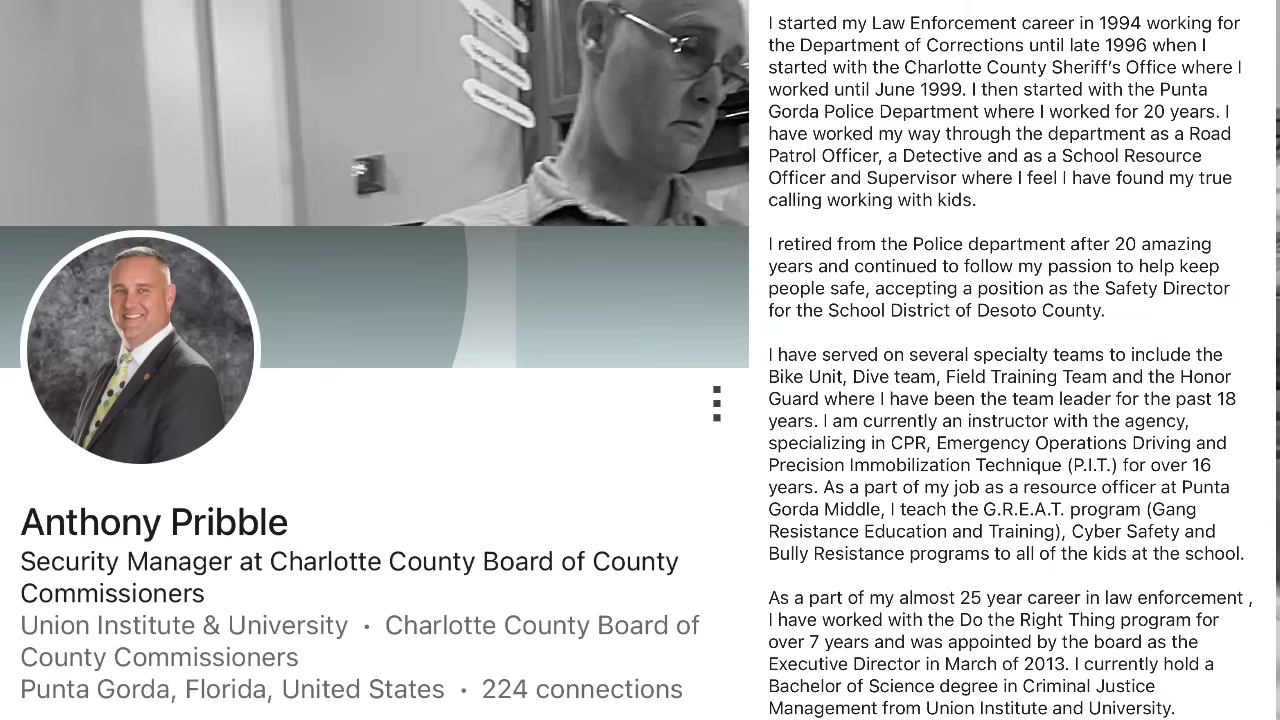 Anthony Pribble
Security Manager at Charlotte County Board of County
Commissioners
Union Institute & University • Charlotte County Board of
County Commissioners
Punta Gorda, Florida, United States • 224 connections
I started my Law Enforcement career in 1994 working for
the Department of Corrections until late 1996 when I
started with the Charlotte County Sheriff's Office where I
worked until June 1999. I then started with the Punta
Gorda Police Department where I worked for 20 years. I
have worked my way through the department as a Road
Patrol Officer, a Detective and as a School Resource
Officer and Supervisor where I feel I have found my true
calling working with kids.
I retired from the Police department after 20 amazing
years and continued to follow my passion to help keep
people safe, accepting a position as the Safety Director
for the School District of Desoto County.
I have served on several specialty teams to include the
Bike Unit, Dive team, Field Training Team and the Honor
Guard where I have been the team leader for the past 18
years. I am currently an instructor with the agency,
specializing in CPR, Emergency Operations Driving and
Precision Immobilization Technique (P.I.T.) for over 16
years. As a part of my job as a resource officer at Punta
Gorda Middle, I teach the G.R.E.A.T. program (Gang
Resistance Education and Training), Cyber Safety and
Bully Resistance programs to all of the kids at the school.
As a part of my almost 25 year career in law enforcement ,
I have worked with the Do the Right Thing program for
over 7 years and was appointed by the board as the
Executive Director in March of 2013. I currently hold a
Bachelor of Science degree in Criminal Justice
Management from Union Institute and University.